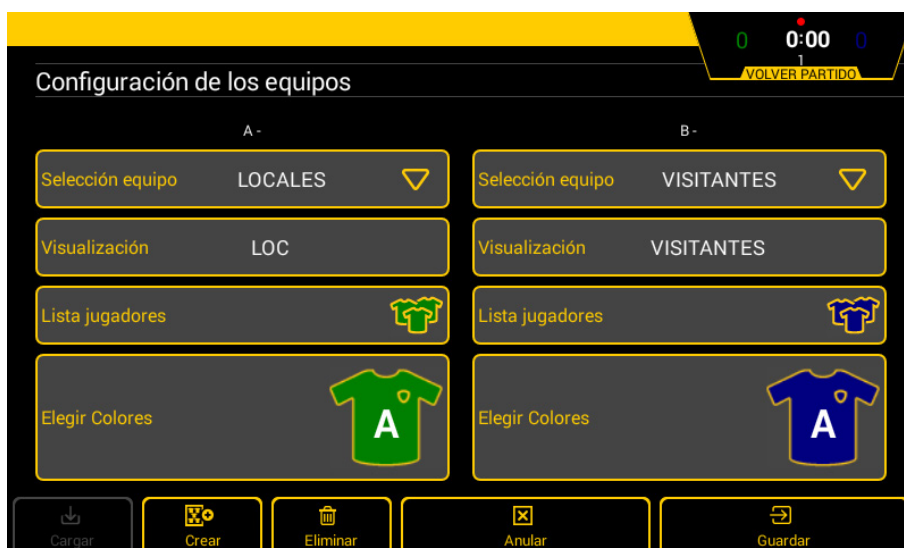 0 0:00 0
1
VOLVER PARTIDO
Configuración de los equipos
A -
B -
Selección equipo LOCALES
Selección equipo VISITANTES
Visualización LOC
Visualización VISITANTES
Lista jugadores
Lista jugadores
Elegir Colores A
Elegir Colores A
Cargar
Crear
Eliminar
Anular
Guardar